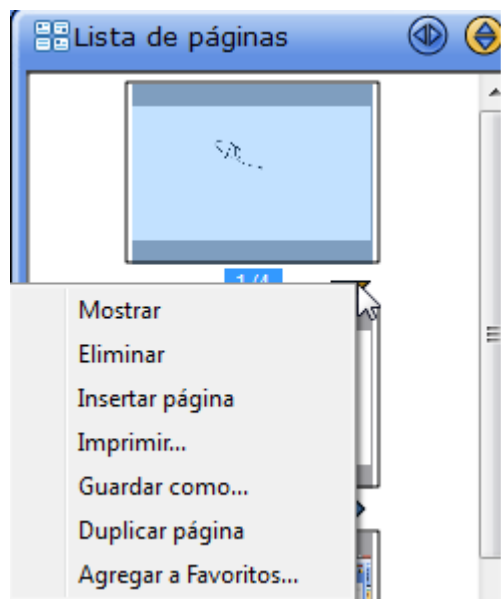 Lista de páginas
1/4
Mostrar
Eliminar
Insertar página
Imprimir...
Guardar como...
Duplicar página
Agregar a Favoritos...